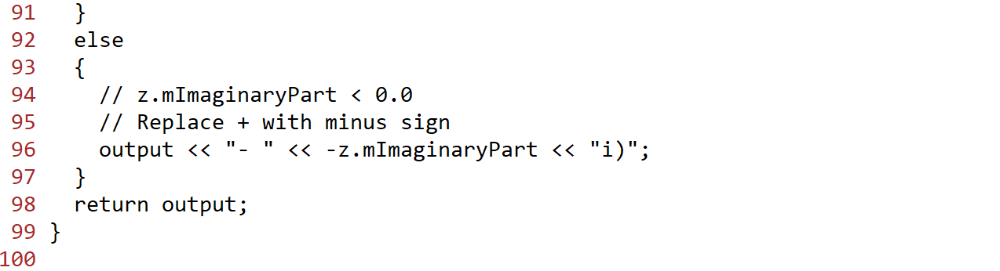 91   }
92   else
93   {
94     // z.mImaginaryPart < 0.0
95     // Replace + with minus sign
96     output << "- " << -z.mImaginaryPart << "i)";
97   }
98   return output;
99 }
100